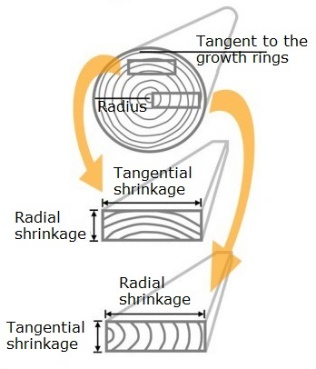 Tangent to the
growth rings
Radius
Tangential
shrinkage
Radial
shrinkage
Radial
shrinkage
Tangential
shrinkage